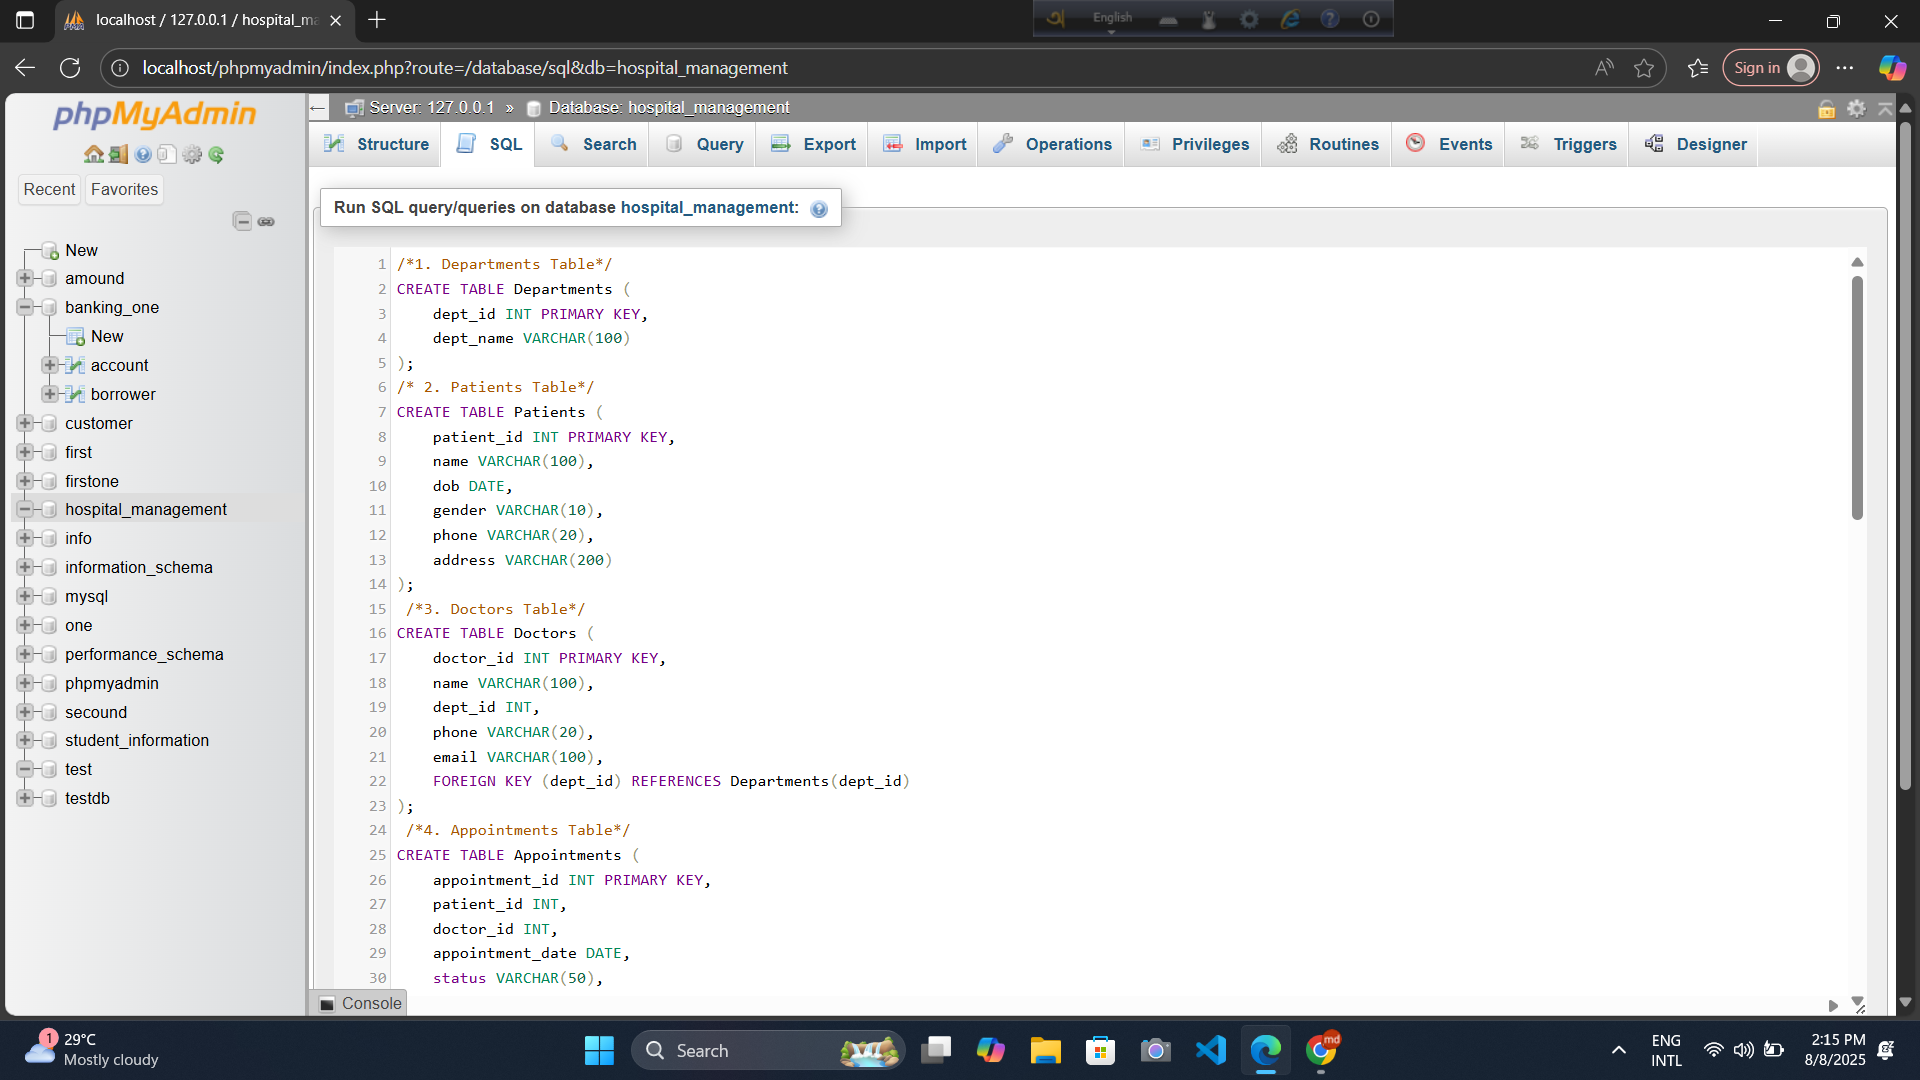 localhost / 127.0.0.1 / hospital_ma
English
localhost/phpmyadmin/index.php?route=/database/sql&db=hospital_management
Sign in
phpMyAdmin
Server: 127.0.0.1 » Database: hospital_management
Structure SQL Search Query Export Import Operations Privileges Routines Events Triggers Designer
Recent Favorites
New
amound
banking_one
New
account
borrower
customer
first
firstone
hospital_management
info
information_schema
mysql
one
performance_schema
phpmyadmin
secound
student_information
test
testdb
Run SQL query/queries on database hospital_management:
1 /*1. Departments Table*/
2 CREATE TABLE Departments (
3 dept_id INT PRIMARY KEY,
4 dept_name VARCHAR(100)
5 );
6 /* 2. Patients Table*/
7 CREATE TABLE Patients (
8 patient_id INT PRIMARY KEY,
9 name VARCHAR(100),
10 dob DATE,
11 gender VARCHAR(10),
12 phone VARCHAR(20),
13 address VARCHAR(200)
14 );
15 /*3. Doctors Table*/
16 CREATE TABLE Doctors (
17 doctor_id INT PRIMARY KEY,
18 name VARCHAR(100),
19 dept_id INT,
20 phone VARCHAR(20),
21 email VARCHAR(100),
22 FOREIGN KEY (dept_id) REFERENCES Departments(dept_id)
23 );
24 /*4. Appointments Table*/
25 CREATE TABLE Appointments (
26 appointment_id INT PRIMARY KEY,
27 patient_id INT,
28 doctor_id INT,
29 appointment_date DATE,
30 status VARCHAR(50),
Console
1
29°C
Mostly cloudy
Search
md
ENG
INTL
2:15 PM
8/8/2025